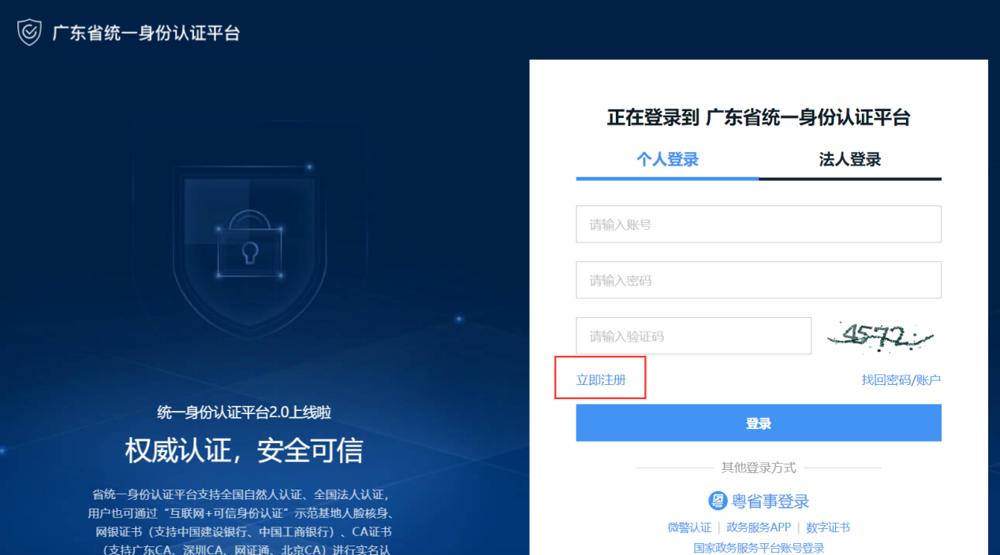 广东省统一身份认证平台
正在登录到 广东省统一身份认证平台
个人登录 法人登录
请输入账号
请输入密码
请输入验证码 4572
立即注册 找回密码/账户
登录
其他登录方式
粤省事登录
微警认证 | 政务服务APP | 数字证书
国家政务服务平台账号登录
统一身份认证平台2.0上线啦
权威认证，安全可信
省统一身份认证平台支持全国自然人认证、全国法人认证，
用户也可通过“互联网+可信身份认证”示范基地人脸核身、
网银证书（支持中国建设银行、中国工商银行）、CA证书
（支持广东CA、深圳CA、网证通、北京CA）进行实名认